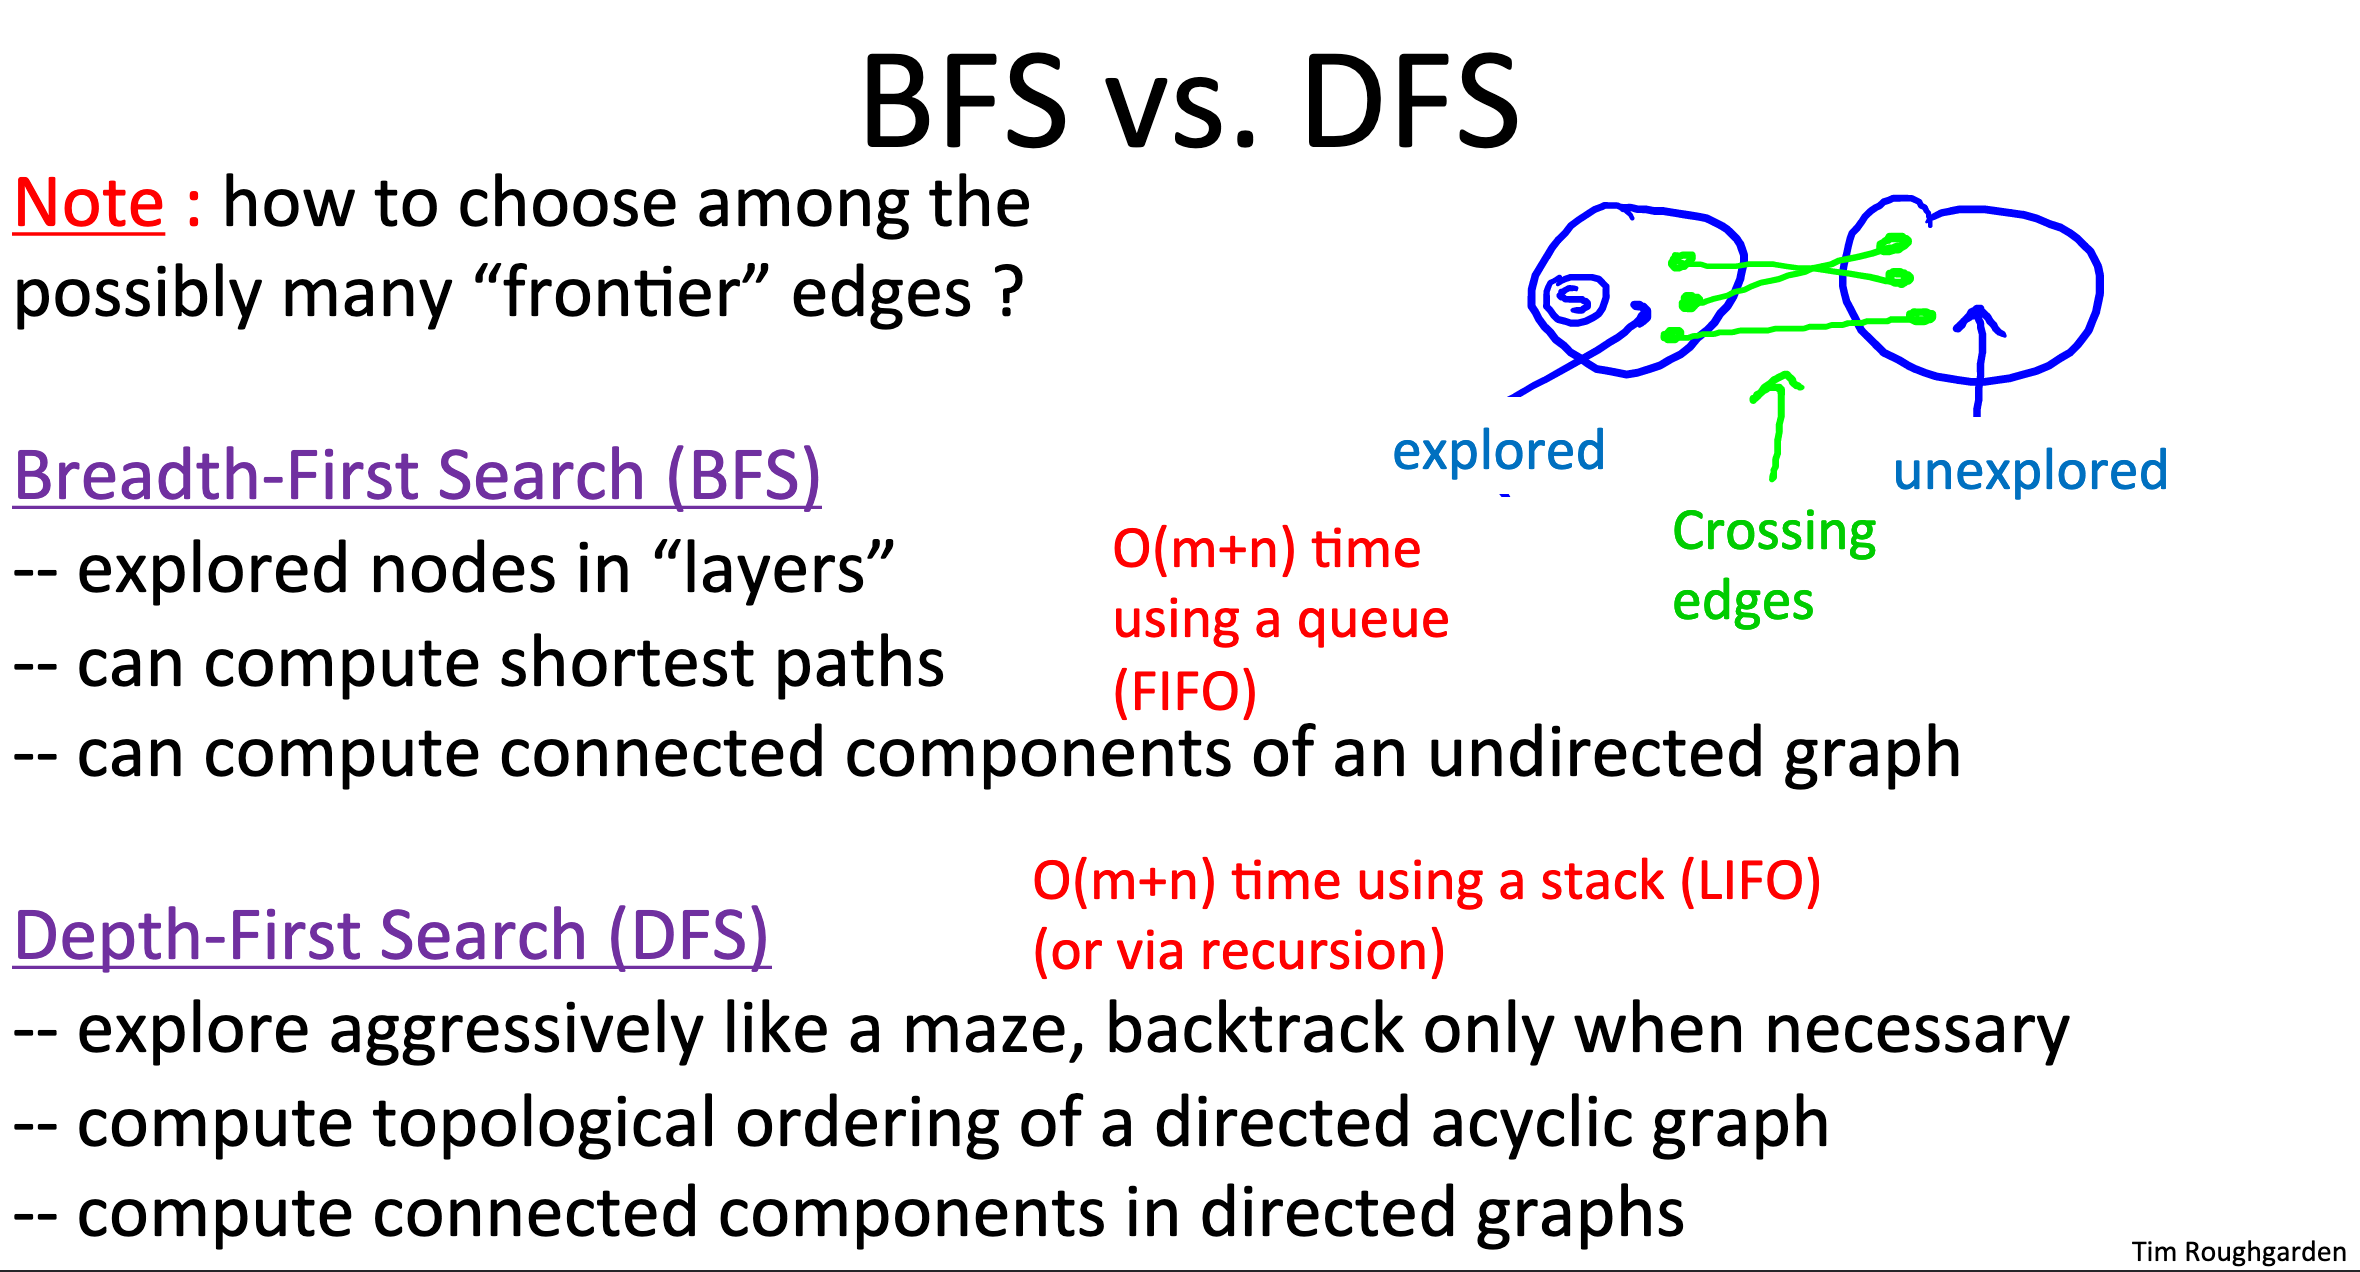 BFS vs. DFS
Note : how to choose among the
possibly many “frontier” edges ?
S
explored
unexplored
Crossing
edges
Breadth-First Search (BFS)
-- explored nodes in “layers”
-- can compute shortest paths
-- can compute connected components of an undirected graph
O(m+n) time
using a queue
(FIFO)
Depth-First Search (DFS)
O(m+n) time using a stack (LIFO)
(or via recursion)
-- explore aggressively like a maze, backtrack only when necessary
-- compute topological ordering of a directed acyclic graph
-- compute connected components in directed graphs
Tim Roughgarden